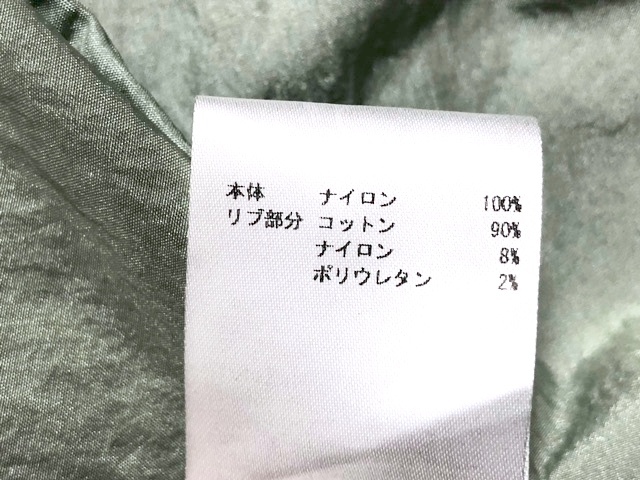 本体 ナイロン 100%
リブ部分 コットン 90%
ナイロン 8%
ポリウレタン 2%